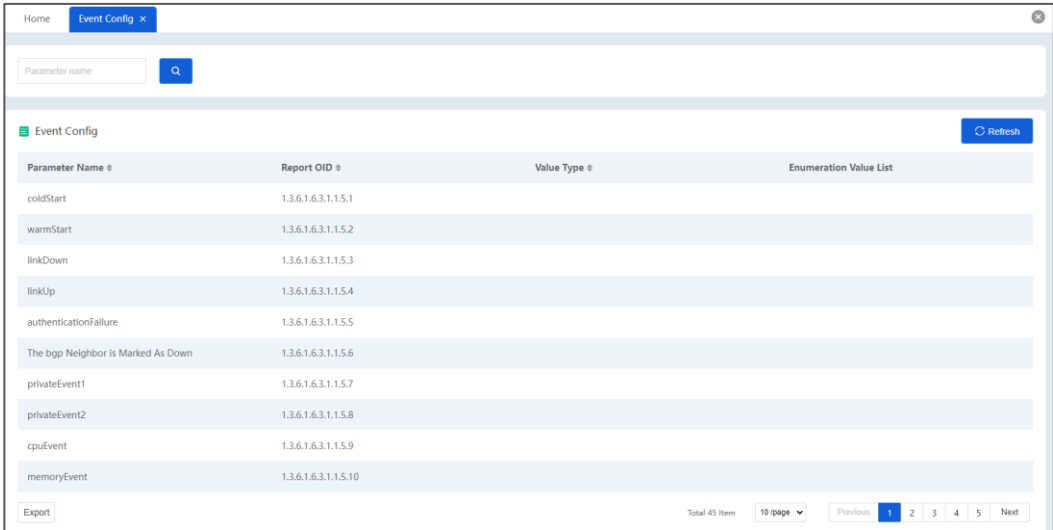 Home Event Config ×
Parameter name
Event Config Refresh
Parameter Name Report OID Value Type Enumeration Value List
coldStart 1.3.6.1.6.3.1.1.5.1
warmStart 1.3.6.1.6.3.1.1.5.2
linkDown 1.3.6.1.6.3.1.1.5.3
linkUp 1.3.6.1.6.3.1.1.5.4
authenticationFailure 1.3.6.1.6.3.1.1.5.5
The bgp Neighbor is Marked As Down 1.3.6.1.6.3.1.1.5.6
privateEvent1 1.3.6.1.6.3.1.1.5.7
privateEvent2 1.3.6.1.6.3.1.1.5.8
cpuEvent 1.3.6.1.6.3.1.1.5.9
memoryEvent 1.3.6.1.6.3.1.1.5.10
Export Total 45 Item 10 /page Previous 1 2 3 4 5 Next